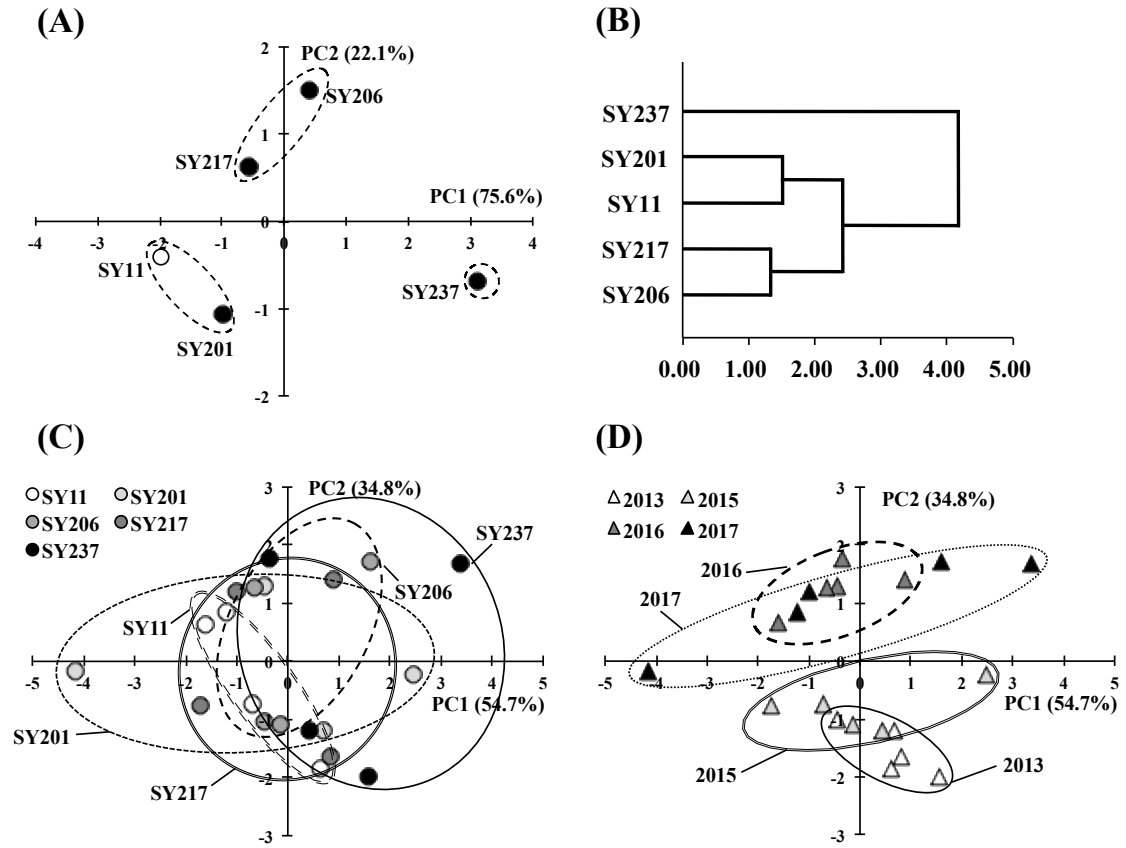 (A)
PC2 (22.1%)
2
SY206
1
SY217
PC1 (75.6%)
0
-4 -3 -2 -1 0 1 2 3 4
SY11
SY237
-1
SY201
-2
(B)
SY237
SY201
SY11
SY217
SY206
0.00 1.00 2.00 3.00 4.00 5.00
(C)
SY11 SY201
SY206 SY217
SY237
3
PC2 (34.8%)
2
SY237
SY206
1
SY11
0
-5 -4 -3 -2 -1 0 1 2 3 4 5
PC1 (54.7%)
SY201
-1
SY217
-2
-3
(D)
2013 2015
2016 2017
3
PC2 (34.8%)
2
2016
2017
1
0
-5 -4 -3 -2 -1 0 1 2 3 4 5
PC1 (54.7%)
-1
2015
2013
-2
-3